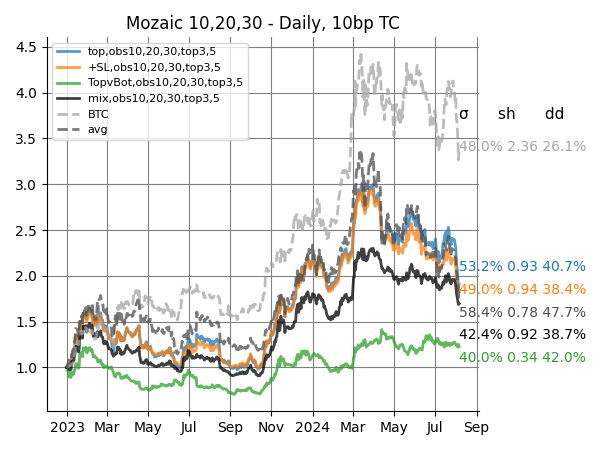 Mozaic 10,20,30 - Daily, 10bp TC
top,obs10,20,30,top3,5
+SL,obs10,20,30,top3,5
TopvBot,obs10,20,30,top3,5
mix,obs10,20,30,top3,5
BTC
avg
4.5
4.0
3.5
3.0
2.5
2.0
1.5
1.0
σ sh dd
48.0% 2.36 26.1%
53.2% 0.93 40.7%
49.0% 0.94 38.4%
58.4% 0.78 47.7%
42.4% 0.92 38.7%
40.0% 0.34 42.0%
2023 Mar May Jul Sep Nov 2024 Mar May Jul Sep